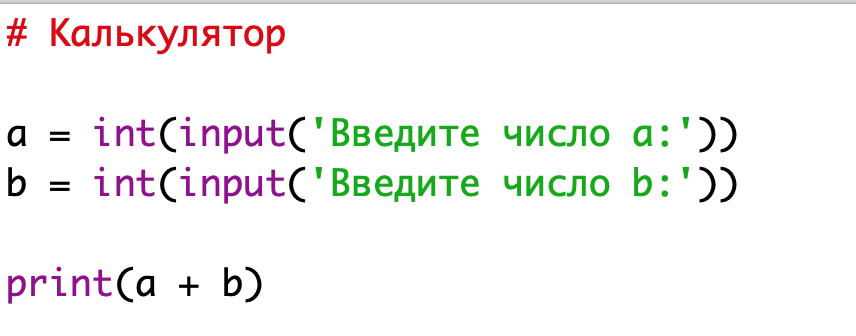 # Калькулятор
a = int(input('Введите число a:'))
b = int(input('Введите число b:'))
print(a + b)